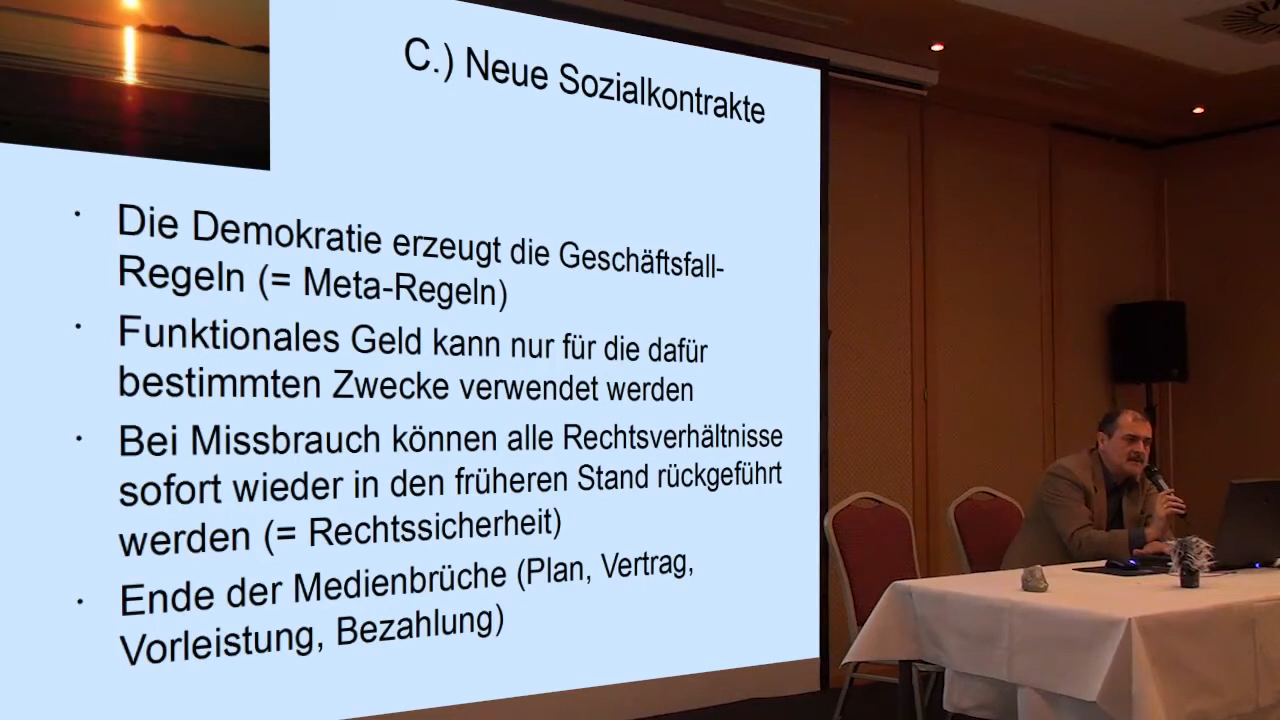 C.) Neue Sozialkontrakte
· Die Demokratie erzeugt die Geschäftsfall-
Regeln (= Meta-Regeln)
· Funktionales Geld kann nur für die dafür
bestimmten Zwecke verwendet werden
· Bei Missbrauch können alle Rechtsverhältnisse
sofort wieder in den früheren Stand rückgeführt
werden (= Rechtssicherheit)
· Ende der Medienbrüche (Plan, Vertrag,
Vorleistung, Bezahlung)